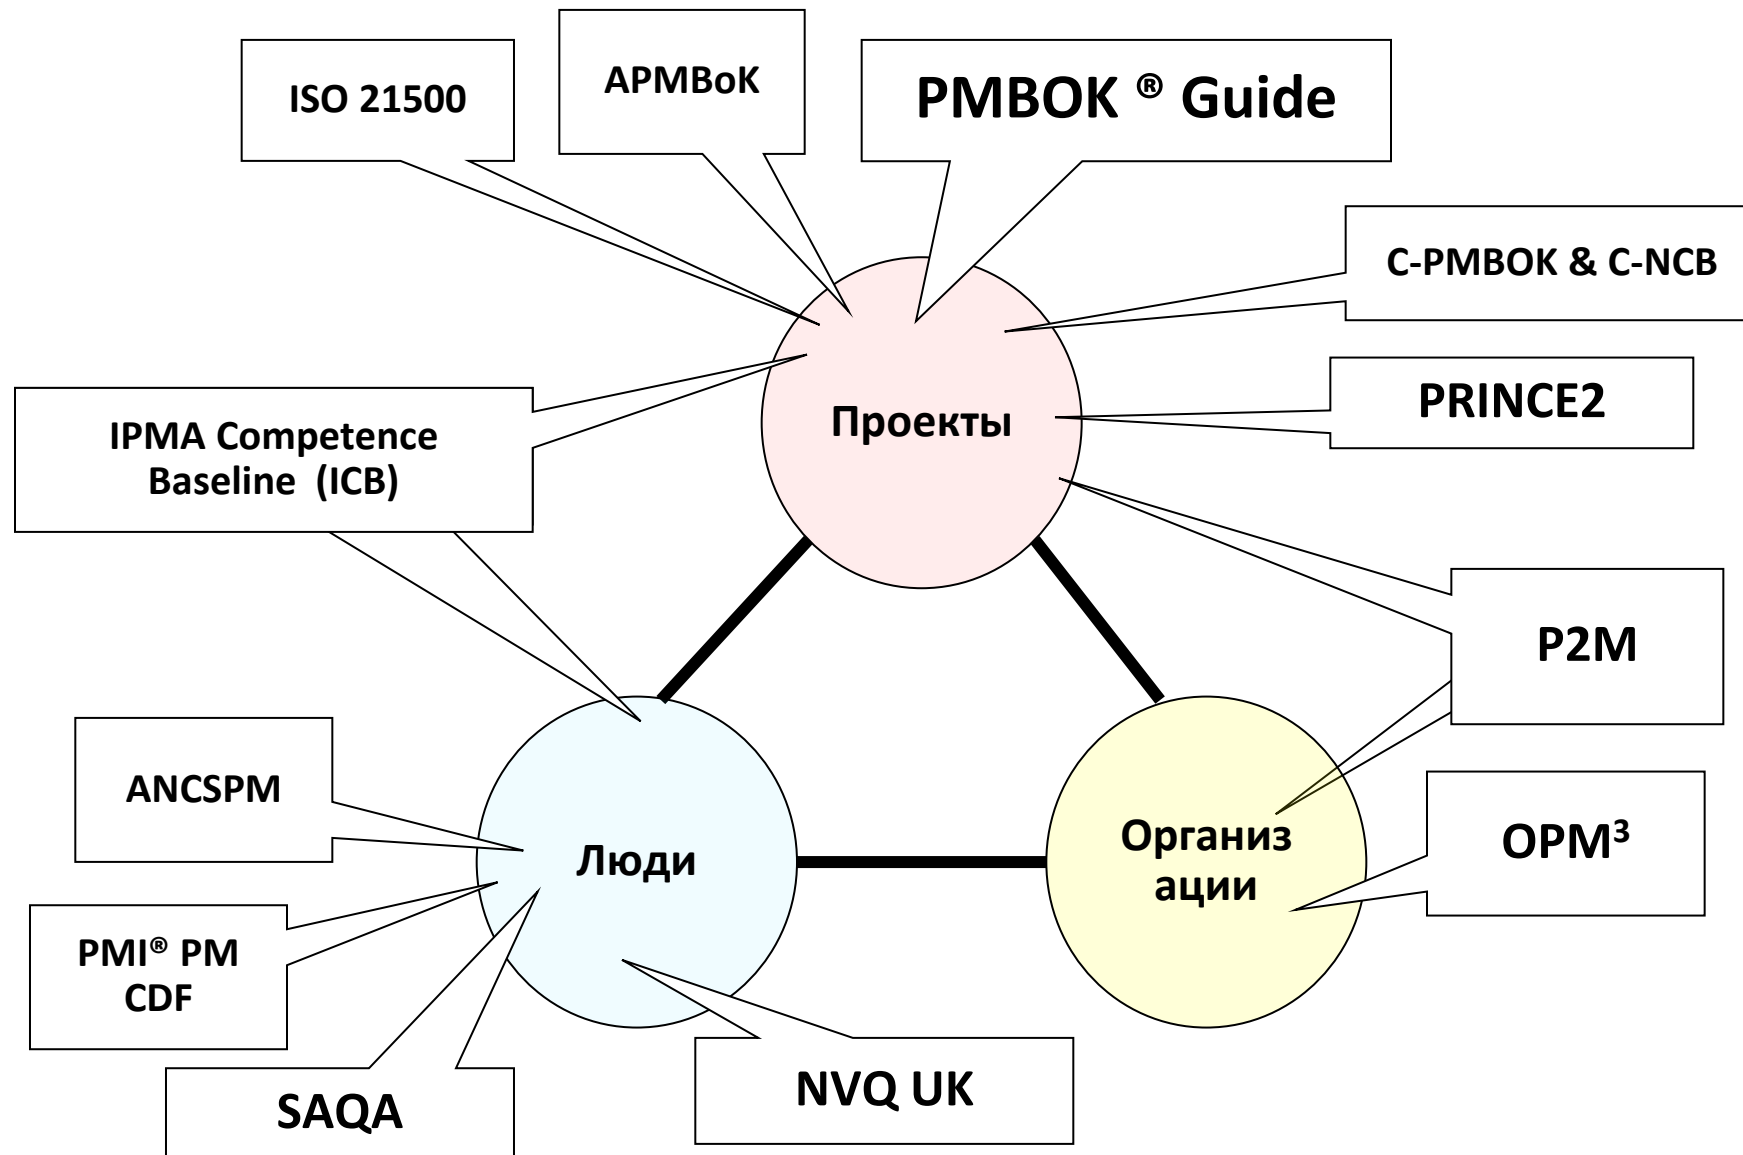 ISO 21500
APMBoK
PMBOK ® Guide
C-PMBOK & C-NCB
PRINCE2
Проекты
IPMA Competence
Baseline (ICB)
P2M
ANCSPM
Люди
Организ
ации
OPM³
PMI® PM
CDF
SAQA
NVQ UK